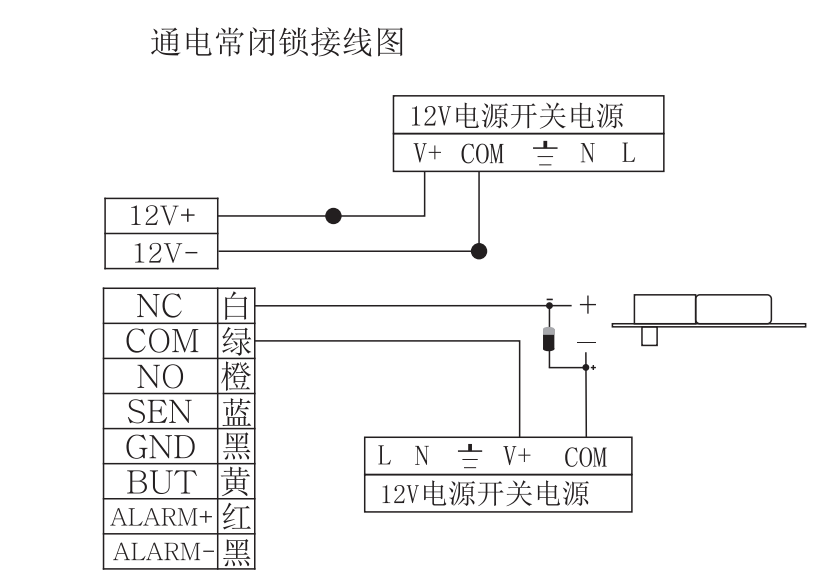 通电常闭锁接线图
12V电源开关电源
V+ COM N L
12V+
12V-
NC 白
COM 绿
NO 橙
SEN 蓝
GND 黑
BUT 黄
ALARM+ 红
ALARM- 黑
- +
—
+
L N V+ COM
12V电源开关电源